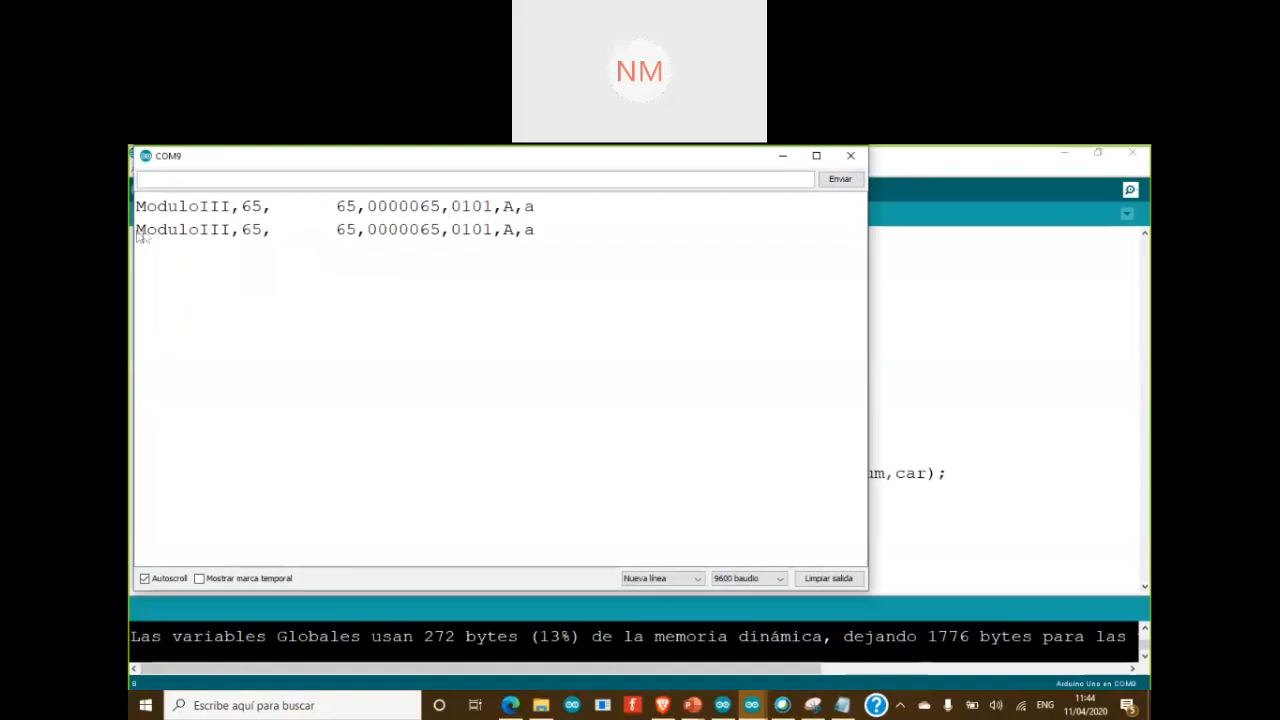 NM
COM9
Enviar
ModuloIII,65,      65,0000065,0101,A,a
ModuloIII,65,      65,0000065,0101,A,a
um,car);
Autoscroll Mostrar marca temporal Nueva línea 9600 baudio Limpiar salida
Las variables Globales usan 272 bytes (13%) de la memoria dinámica, dejando 1776 bytes para las
8 Arduino Uno en COM9
Escribe aquí para buscar
ENG
11:44
11/04/2020